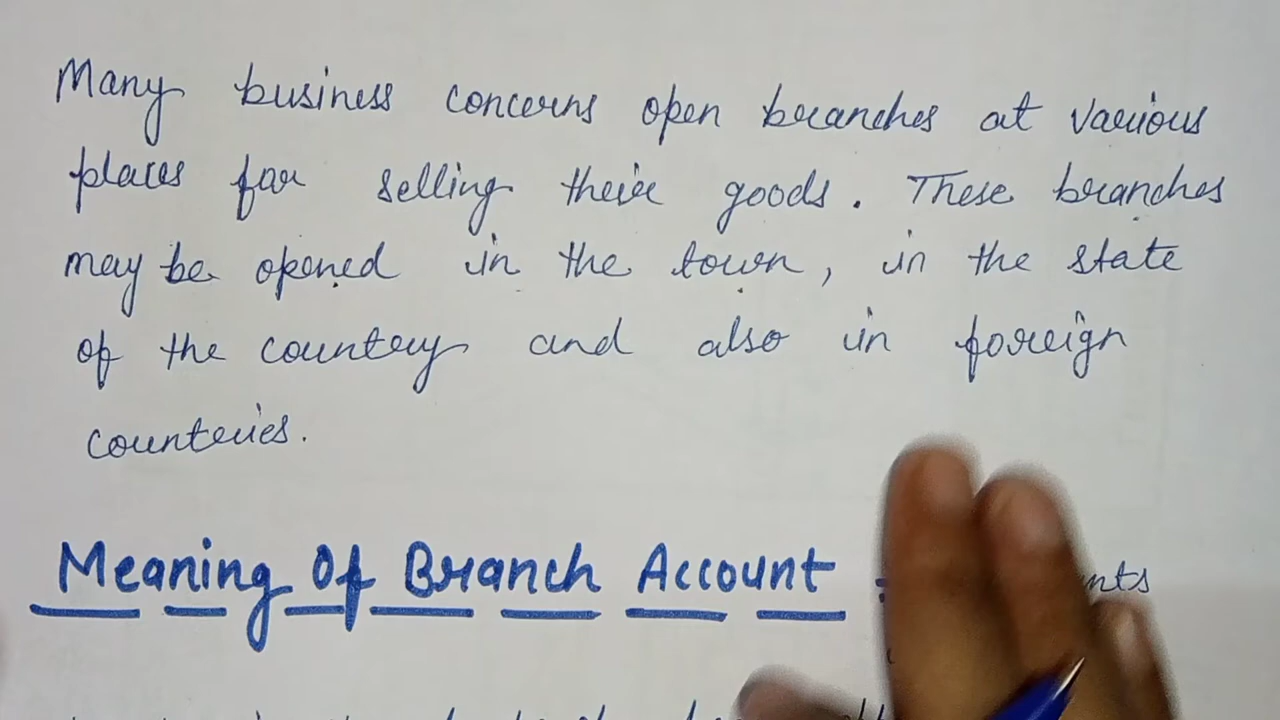 Many business concerns open branches at various
places for selling their goods. These branches
may be opened in the town, in the state
of the country and also in foreign
countries.
Meaning Of Branch Account :